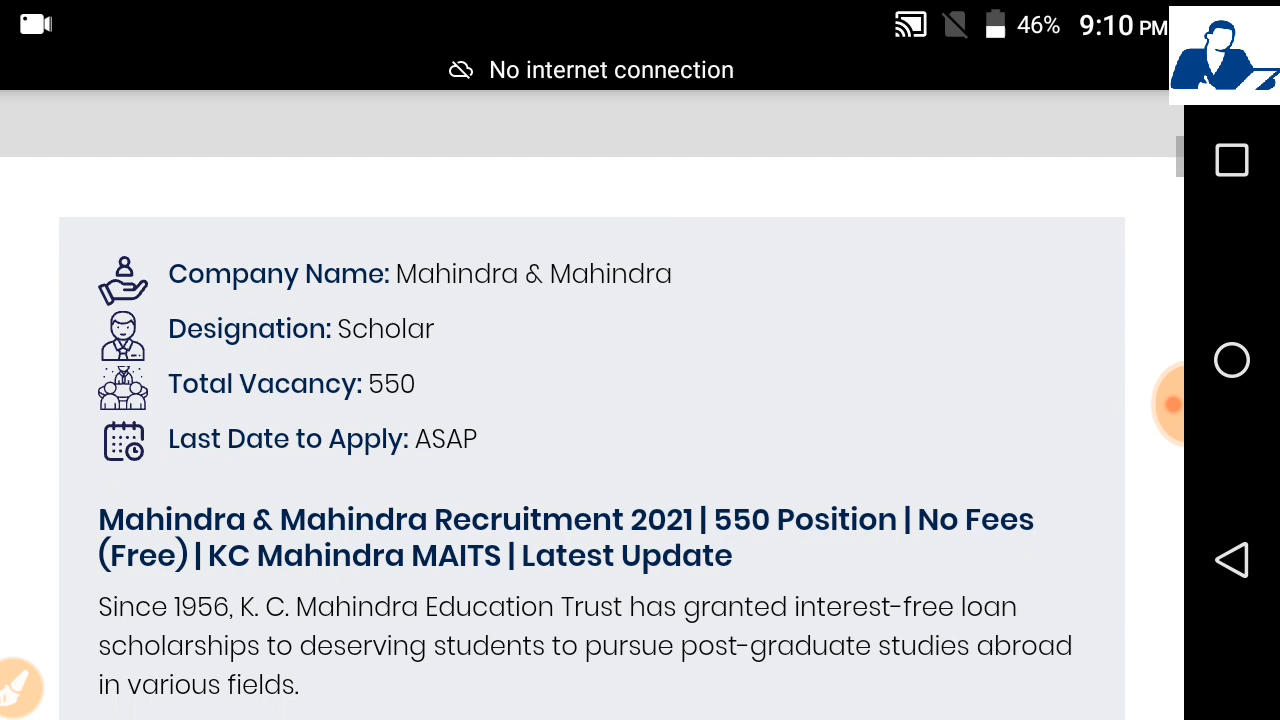 46% 9:10 PM
No internet connection
Company Name: Mahindra & Mahindra
Designation: Scholar
Total Vacancy: 550
Last Date to Apply: ASAP
Mahindra & Mahindra Recruitment 2021 | 550 Position | No Fees
(Free) | KC Mahindra MAITS | Latest Update
Since 1956, K. C. Mahindra Education Trust has granted interest-free loan
scholarships to deserving students to pursue post-graduate studies abroad
in various fields.